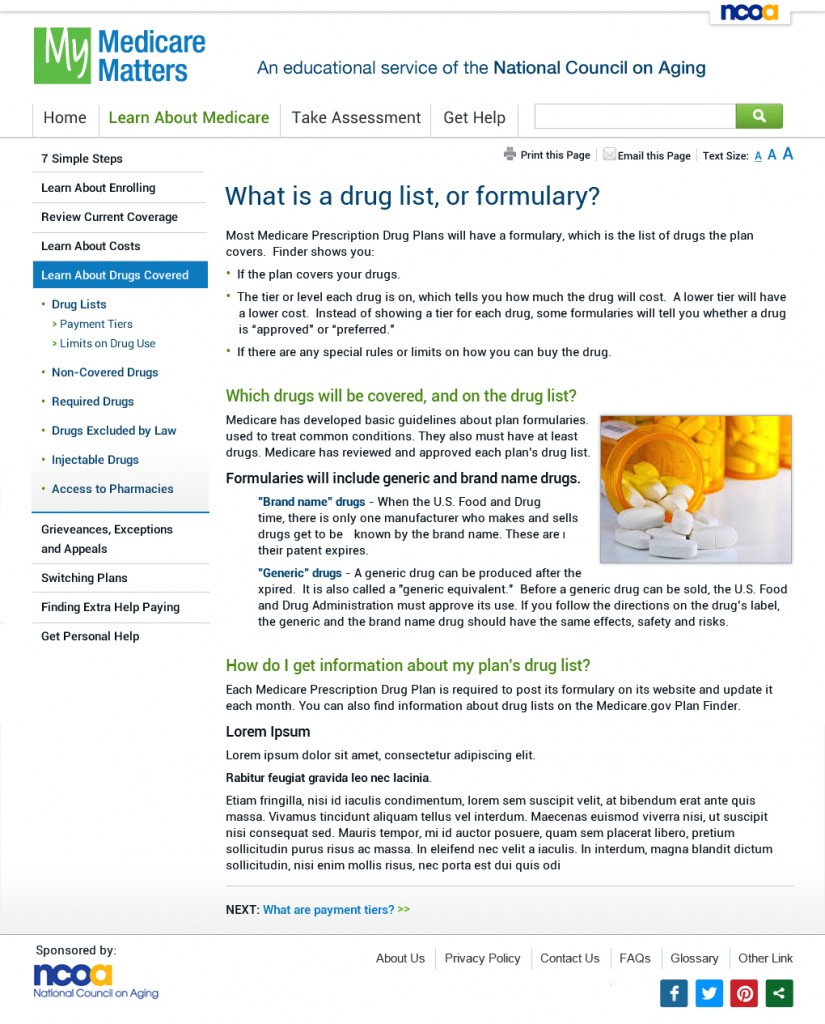 ncoa
My Medicare
Matters
An educational service of the National Council on Aging
Home
Learn About Medicare
Take Assessment
Get Help
Print this Page
Email this Page
Text Size: A A A
7 Simple Steps
Learn About Enrolling
Review Current Coverage
Learn About Costs
Learn About Drugs Covered
• Drug Lists
> Payment Tiers
> Limits on Drug Use
• Non-Covered Drugs
• Required Drugs
• Drugs Excluded by Law
• Injectable Drugs
• Access to Pharmacies
Grieveances, Exceptions
and Appeals
Switching Plans
Finding Extra Help Paying
Get Personal Help
What is a drug list, or formulary?
Most Medicare Prescription Drug Plans will have a formulary, which is the list of drugs the plan
covers. Finder shows you:
• If the plan covers your drugs.
• The tier or level each drug is on, which tells you how much the drug will cost. A lower tier will have
a lower cost. Instead of showing a tier for each drug, some formularies will tell you whether a drug
is “approved” or “preferred.”
• If there are any special rules or limits on how you can buy the drug.
Which drugs will be covered, and on the drug list?
Medicare has developed basic guidelines about plan formularies.
used to treat common conditions. They also must have at least
drugs. Medicare has reviewed and approved each plan's drug list.
Formularies will include generic and brand name drugs.
"Brand name" drugs - When the U.S. Food and Drug
time, there is only one manufacturer who makes and sells
drugs get to be known by the brand name. These are
their patent expires.
"Generic" drugs - A generic drug can be produced after the
xpired. It is also called a "generic equivalent." Before a generic drug can be sold, the U.S. Food
and Drug Administration must approve its use. If you follow the directions on the drug's label,
the generic and the brand name drug should have the same effects, safety and risks.
How do I get information about my plan's drug list?
Each Medicare Prescription Drug Plan is required to post its formulary on its website and update it
each month. You can also find information about drug lists on the Medicare.gov Plan Finder.
Lorem Ipsum
Lorem ipsum dolor sit amet, consectetur adipiscing elit.
Rabitur feugiat gravida leo nec lacinia.
Etiam fringilla, nisi id iaculis condimentum, lorem sem suscipit velit, at bibendum erat ante quis
massa. Vivamus tincidunt aliquam tellus vel interdum. Maecenas euismod viverra nisi, ut suscipit
nisi consequat sed. Mauris tempor, mi id auctor posuere, quam sem placerat libero, pretium
sollicitudin purus risus ac massa. In eleifend nec velit a iaculis. In interdum, magna blandit dictum
sollicitudin, nisi enim mollis risus, nec porta est dui quis odi
NEXT: What are payment tiers? >>
Sponsored by:
ncoa
National Council on Aging
About Us
Privacy Policy
Contact Us
FAQs
Glossary
Other Link